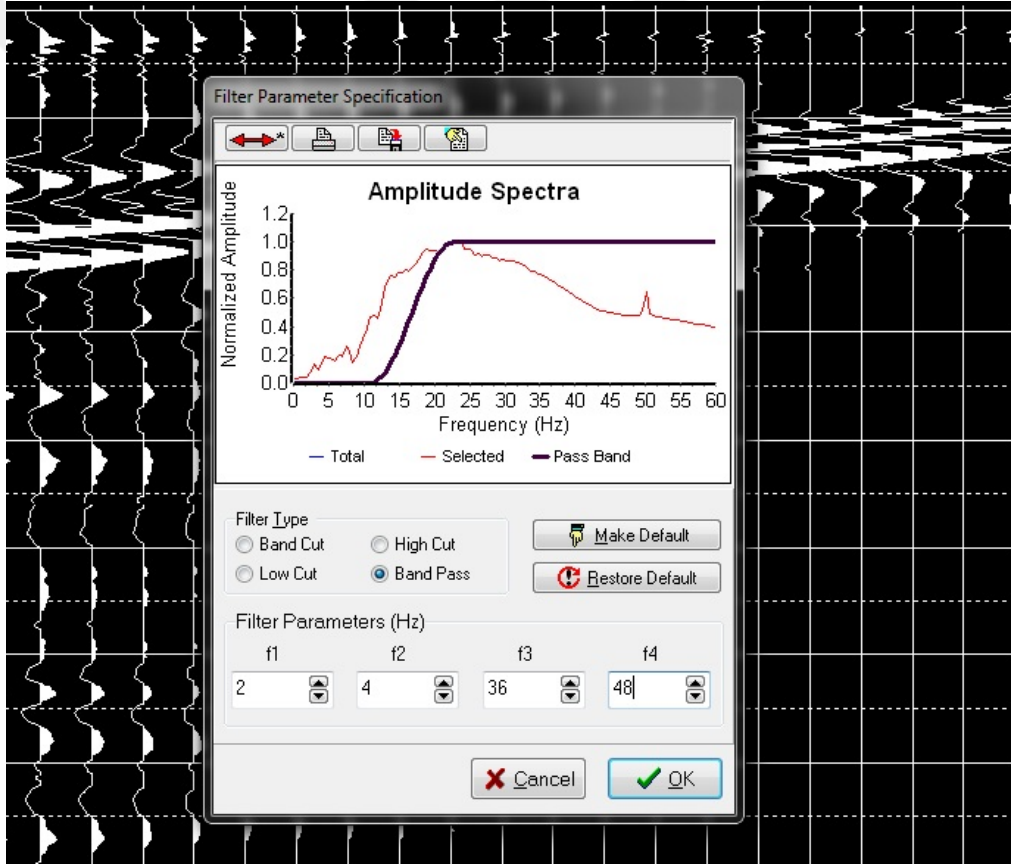 Filter Parameter Specification
*
Amplitude Spectra
Normalized Amplitude
1.2
1.0
0.8
0.6
0.4
0.2
0.0
0 5 10 15 20 25 30 35 40 45 50 55 60
Frequency (Hz)
Total Selected Pass Band
Filter Type
Band Cut High Cut
Low Cut Band Pass
Make Default
Restore Default
Filter Parameters (Hz)
f1 f2 f3 f4
2 4 36 48
Cancel OK